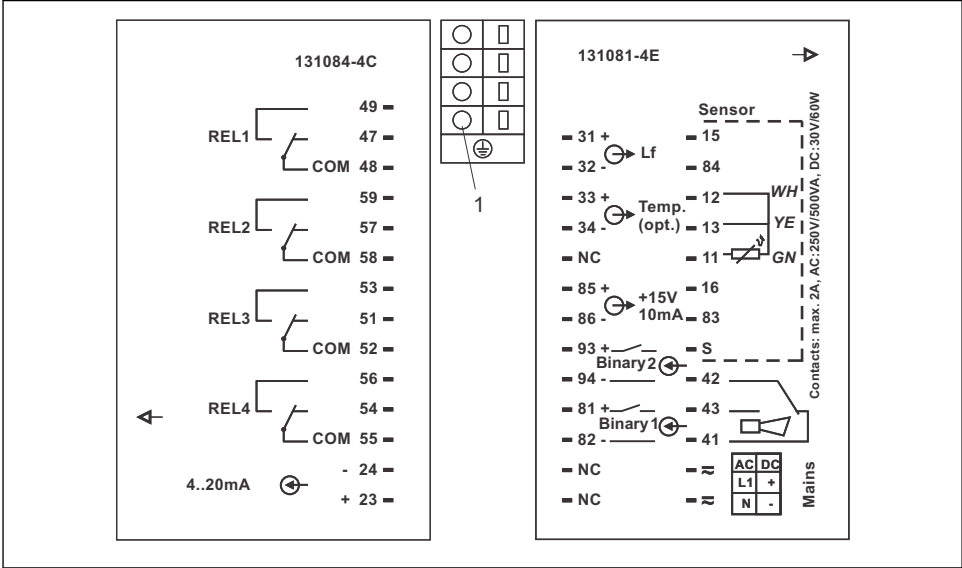 131084-4C
49
REL1 47
COM 48
59
REL2 57
COM 58
53
REL3 51
COM 52
56
REL4 54
COM 55
- 24
4..20mA
+ 23
1
131081-4E
Sensor
31 + 15
Lf
32 - 84
33 + 12 WH
Temp.
34 - (opt.) 13 YE
NC 11 GN
85 + 16
+15V
86 - 10mA 83
93 + S
Binary2
94 - 42
81 + 43
Binary1
82 - 41
NC ≂ AC DC
L1 +
NC ≂ N -
Mains
Contacts: max. 2A, AC:250V/500VA, DC:30V/60W